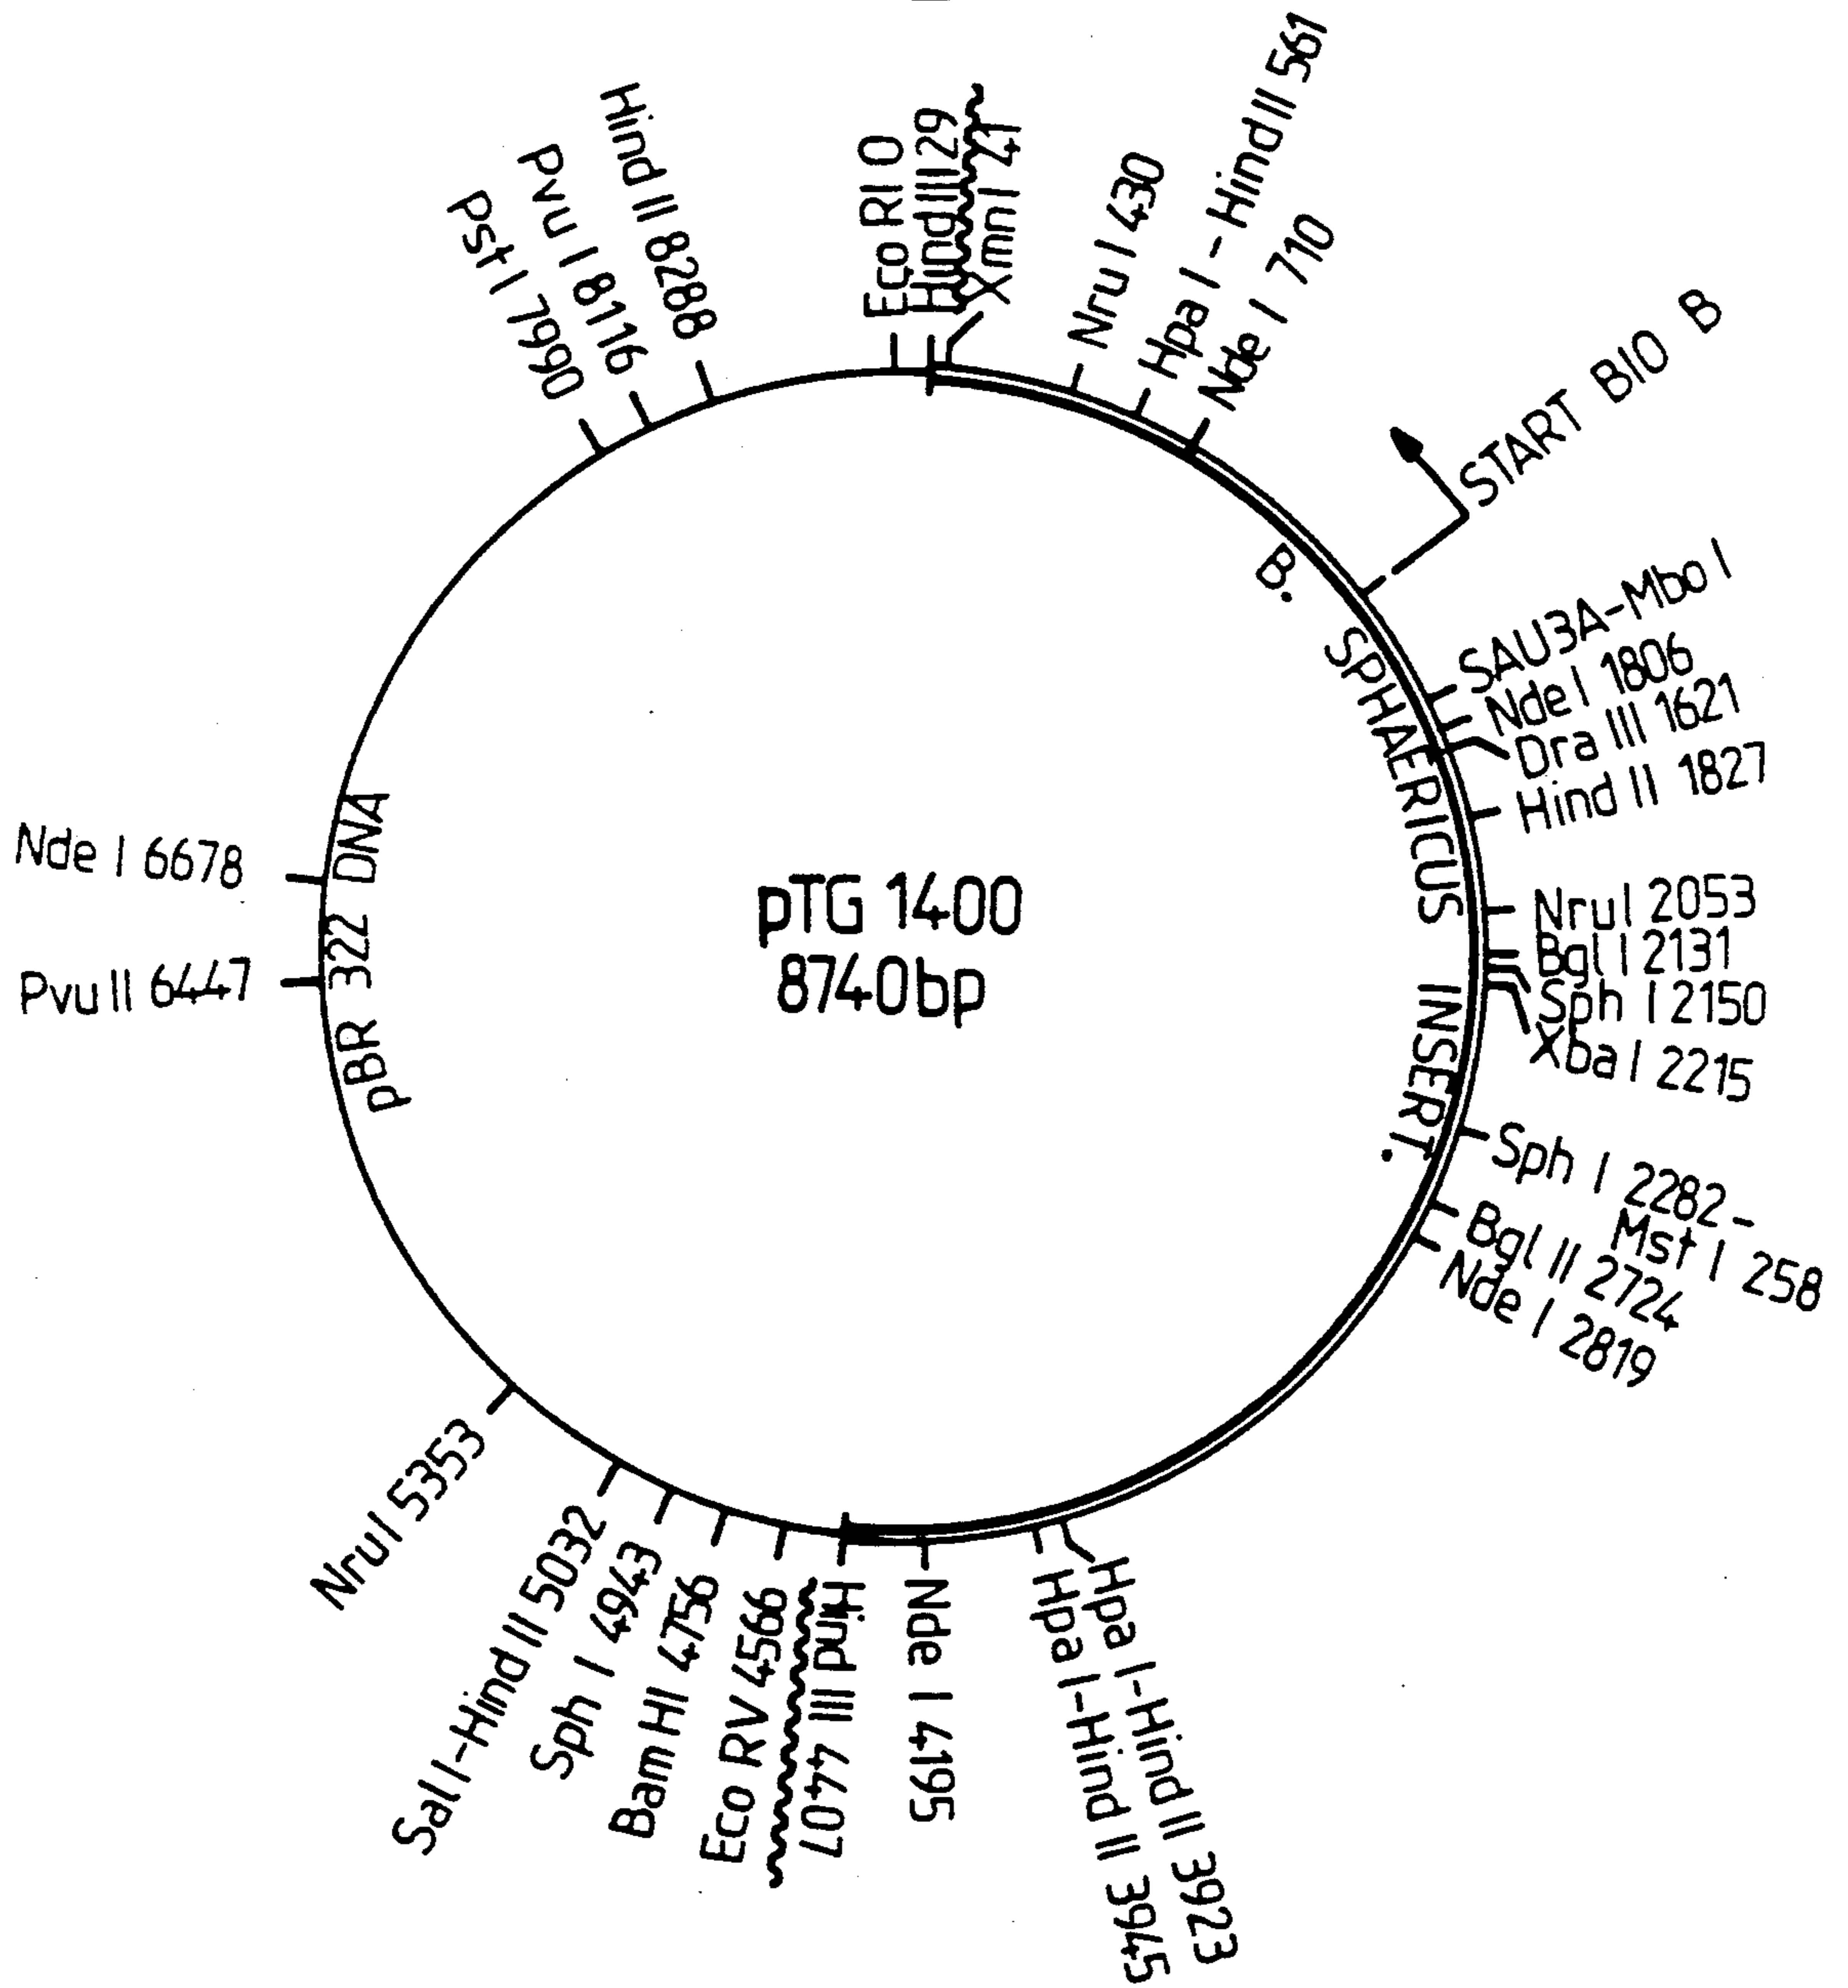 Eco RI 0
Hind III 29
Xmn I 41
Nru I 430
Hpa I - Hind II 561
Nde I 710
START BIO B
SAU3A-Mbo I
Nde I 1806
Dra III 1621
Hind II 1827
Nru I 2053
Bgl I 2131
Sph I 2150
Xba I 2215
Sph I 2282-
Mst I 258
Bgl II 2724
Nde I 2819
Hpa I-Hind II 3923
Hpa I-Hind II 3945
Nde I 4195
Hind III 4407
Eco RV 4566
Bam HI 4756
Sph I 4943
Sal I-Hind II 5032
Nru I 5353
Pvu II 6447
Nde I 6678
Pst I 7990
Pvu I 8116
Hind II 8288
B. SPHAERICUS INSERT.
pBR 322 DNA
pTG 1400
8740bp